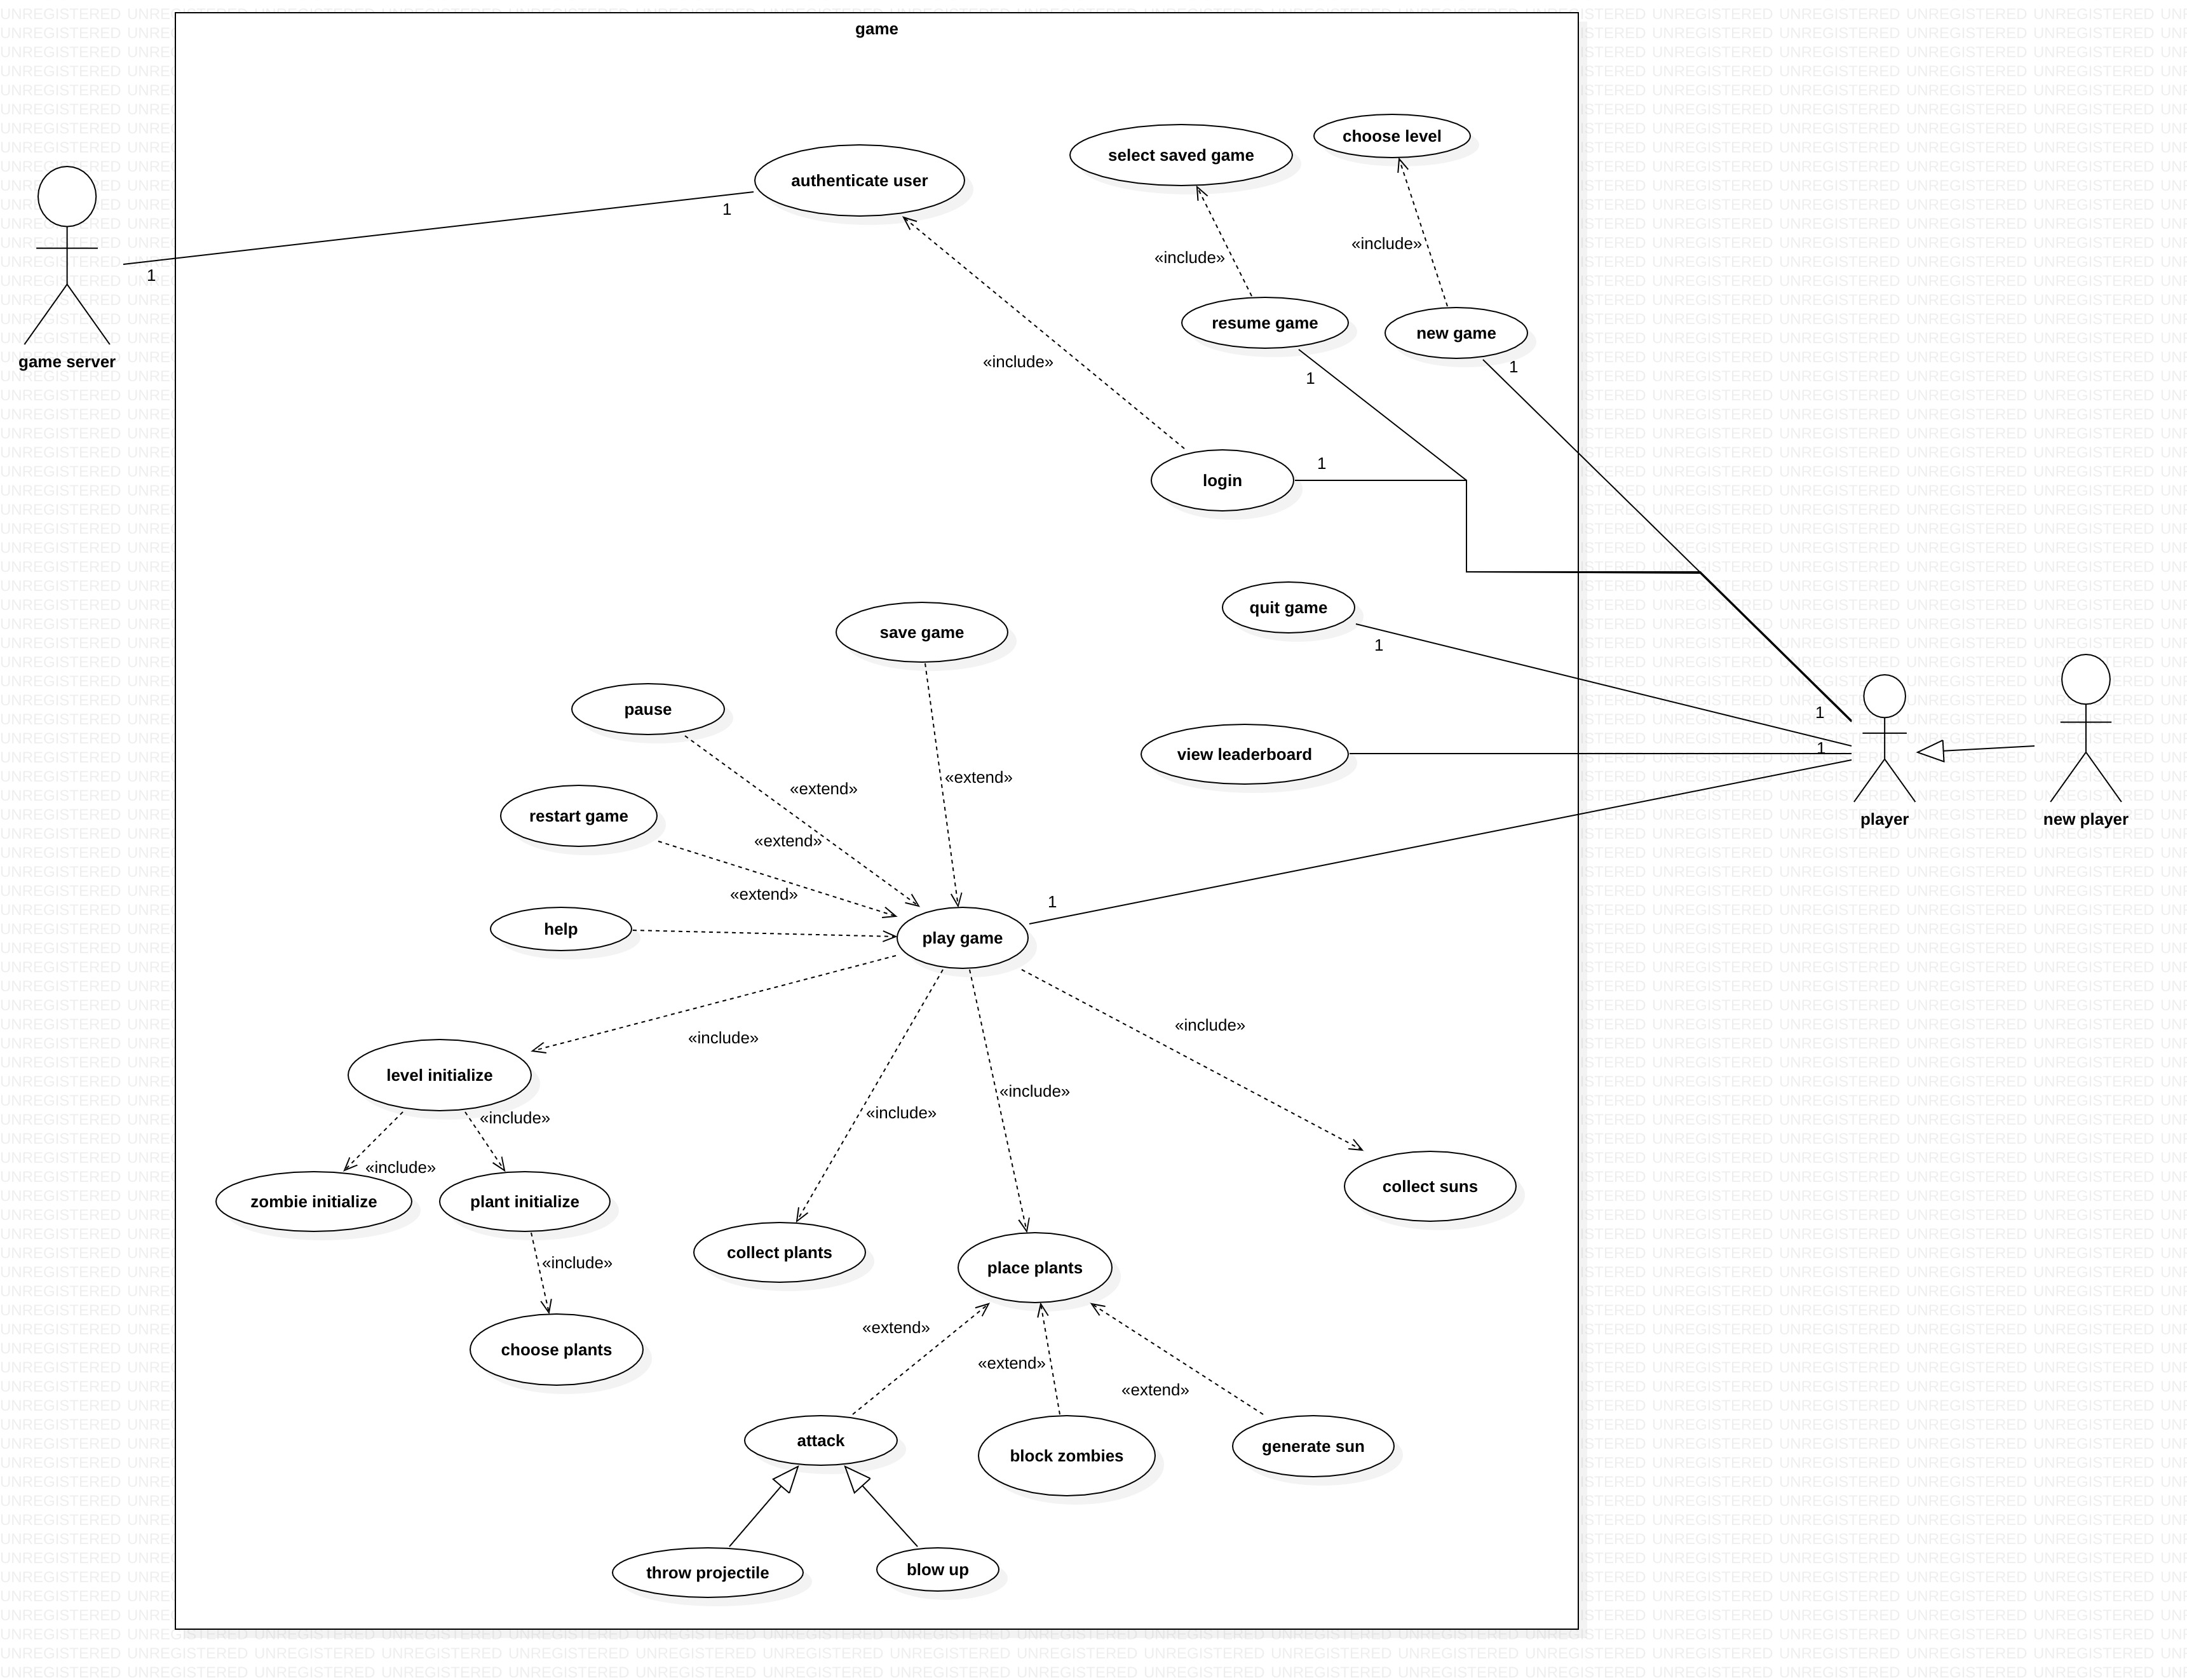 game
choose level
select saved game
authenticate user
1
«include»
«include»
1
game server
resume game
new game
«include»
1
1
1
login
quit game
save game
1
pause
1
view leaderboard
1
«extend»
«extend»
restart game
«extend»
player
new player
«extend»
1
help
play game
«include»
«include»
level initialize
«include»
«include»
«include»
«include»
zombie initialize
plant initialize
collect suns
collect plants
«include»
place plants
«extend»
choose plants
«extend»
«extend»
attack
generate sun
block zombies
throw projectile
blow up
UNREGISTERED